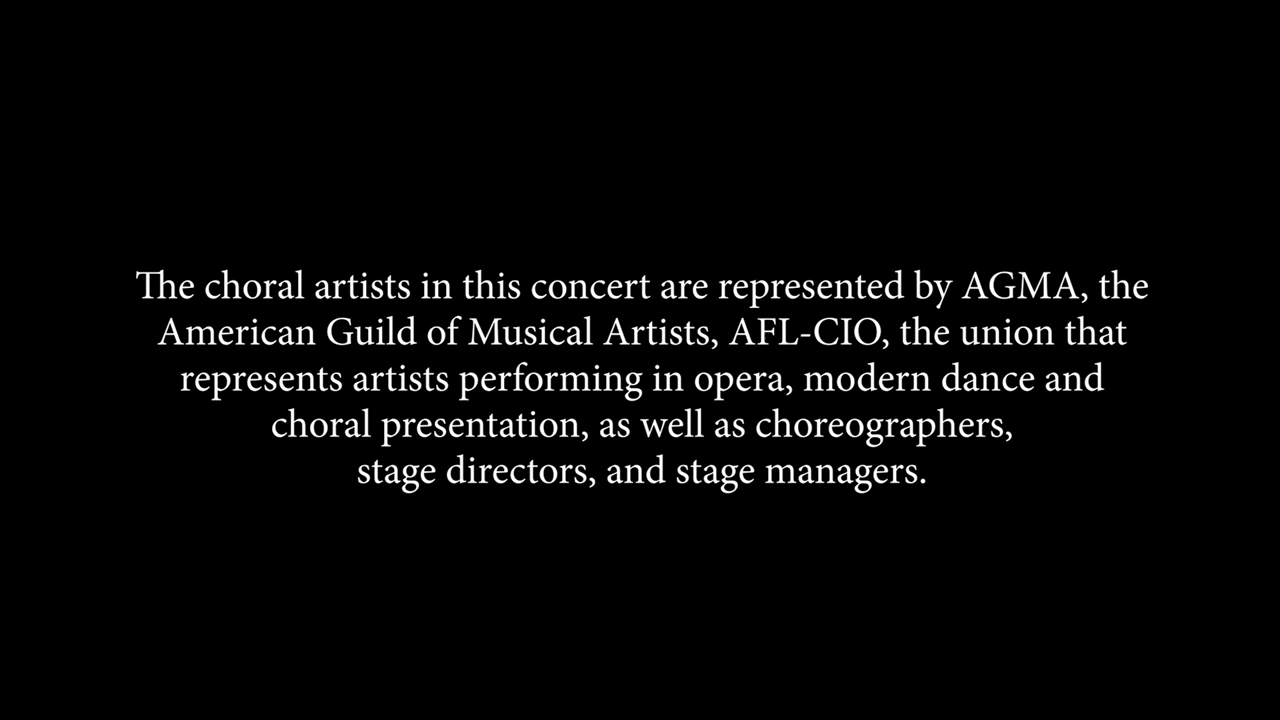 The choral artists in this concert are represented by AGMA, the
American Guild of Musical Artists, AFL-CIO, the union that
represents artists performing in opera, modern dance and
choral presentation, as well as choreographers,
stage directors, and stage managers.